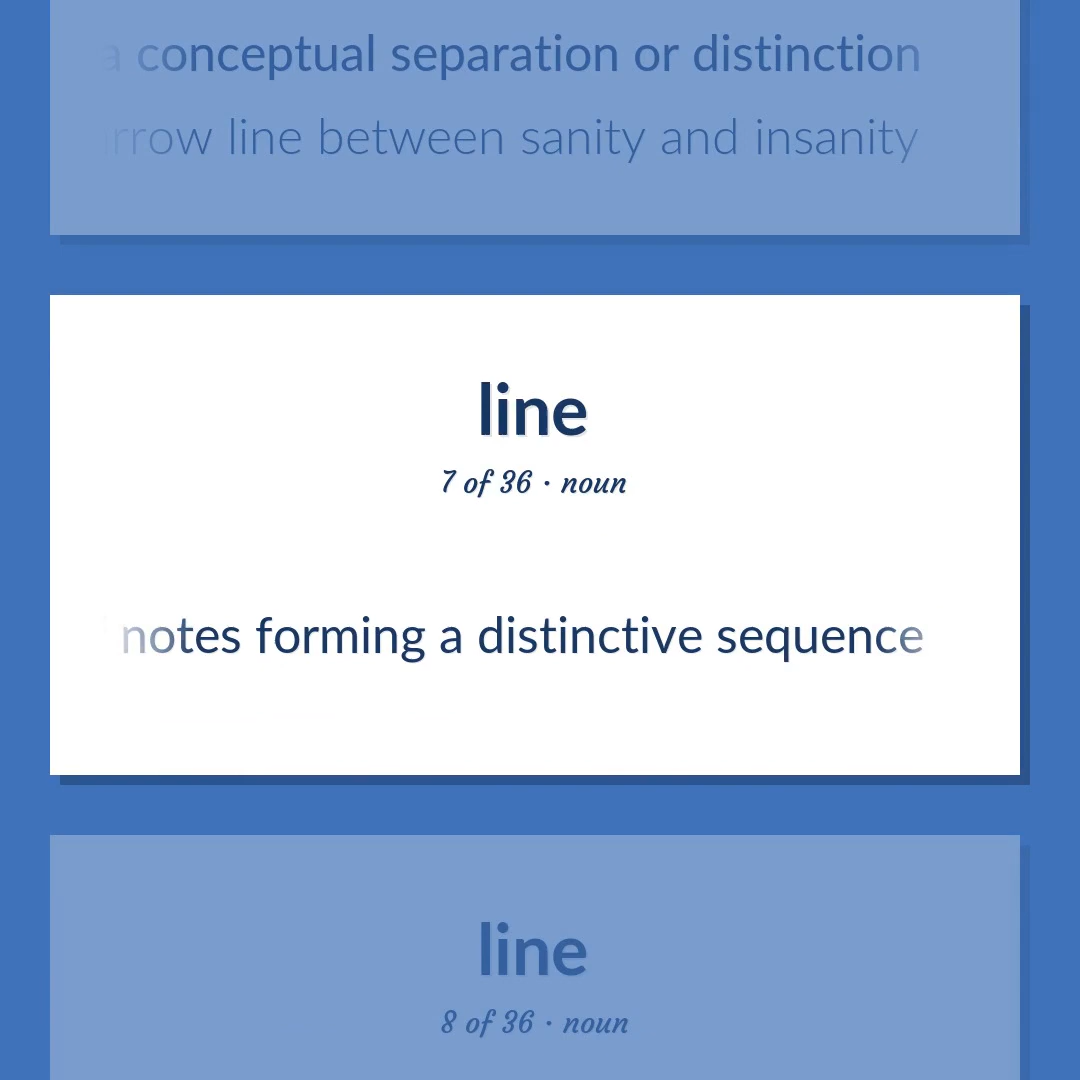 a conceptual separation or distinction
rrow line between sanity and insanity
line
7 of 36 · noun
notes forming a distinctive sequence
line
8 of 36 · noun